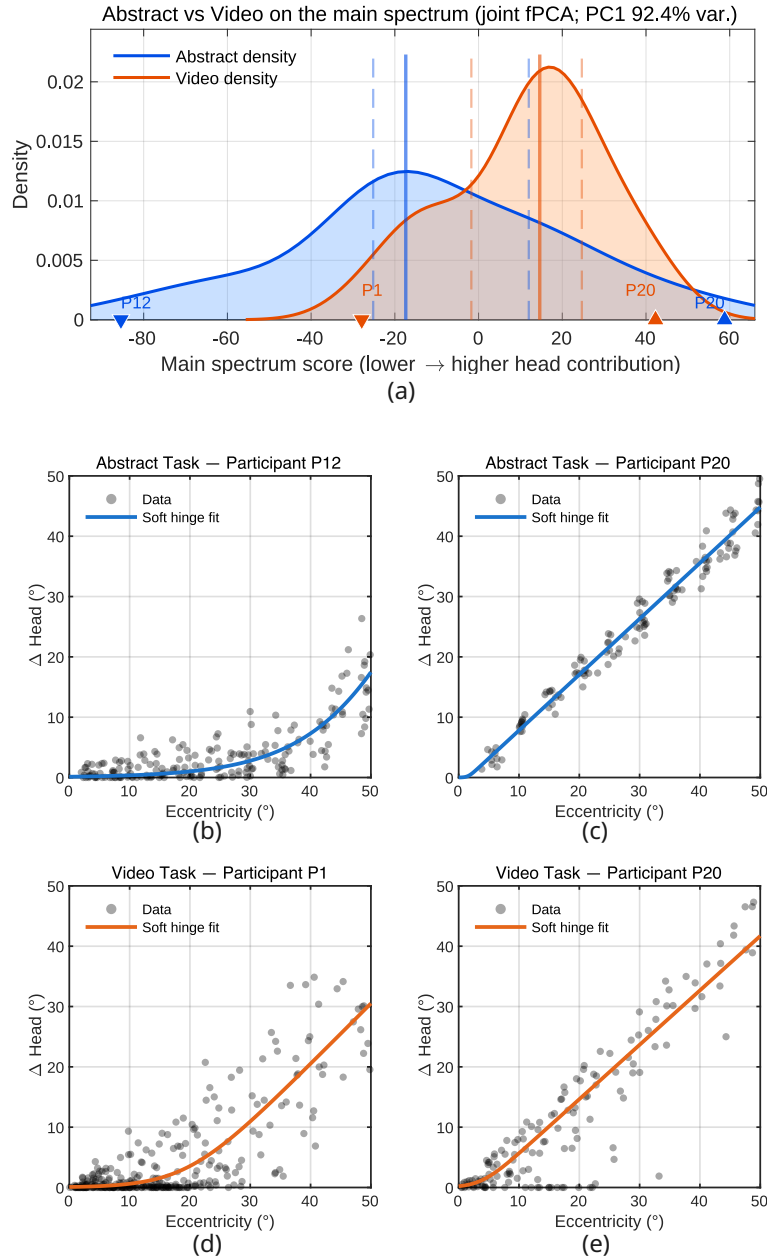 Abstract vs Video on the main spectrum (joint fPCA; PC1 92.4% var.)
Abstract density
Video density
Density
0.02
0.015
0.01
0.005
0
P12
P1
P20
P20
-80 -60 -40 -20 0 20 40 60
Main spectrum score (lower → higher head contribution)
(a)
Abstract Task — Participant P12
Data
Soft hinge fit
Δ Head (°)
50
40
30
20
10
0
0 10 20 30 40 50
Eccentricity (°)
(b)
Abstract Task — Participant P20
Data
Soft hinge fit
Δ Head (°)
50
40
30
20
10
0
0 10 20 30 40 50
Eccentricity (°)
(c)
Video Task — Participant P1
Data
Soft hinge fit
Δ Head (°)
50
40
30
20
10
0
0 10 20 30 40 50
Eccentricity (°)
(d)
Video Task — Participant P20
Data
Soft hinge fit
Δ Head (°)
50
40
30
20
10
0
0 10 20 30 40 50
Eccentricity (°)
(e)